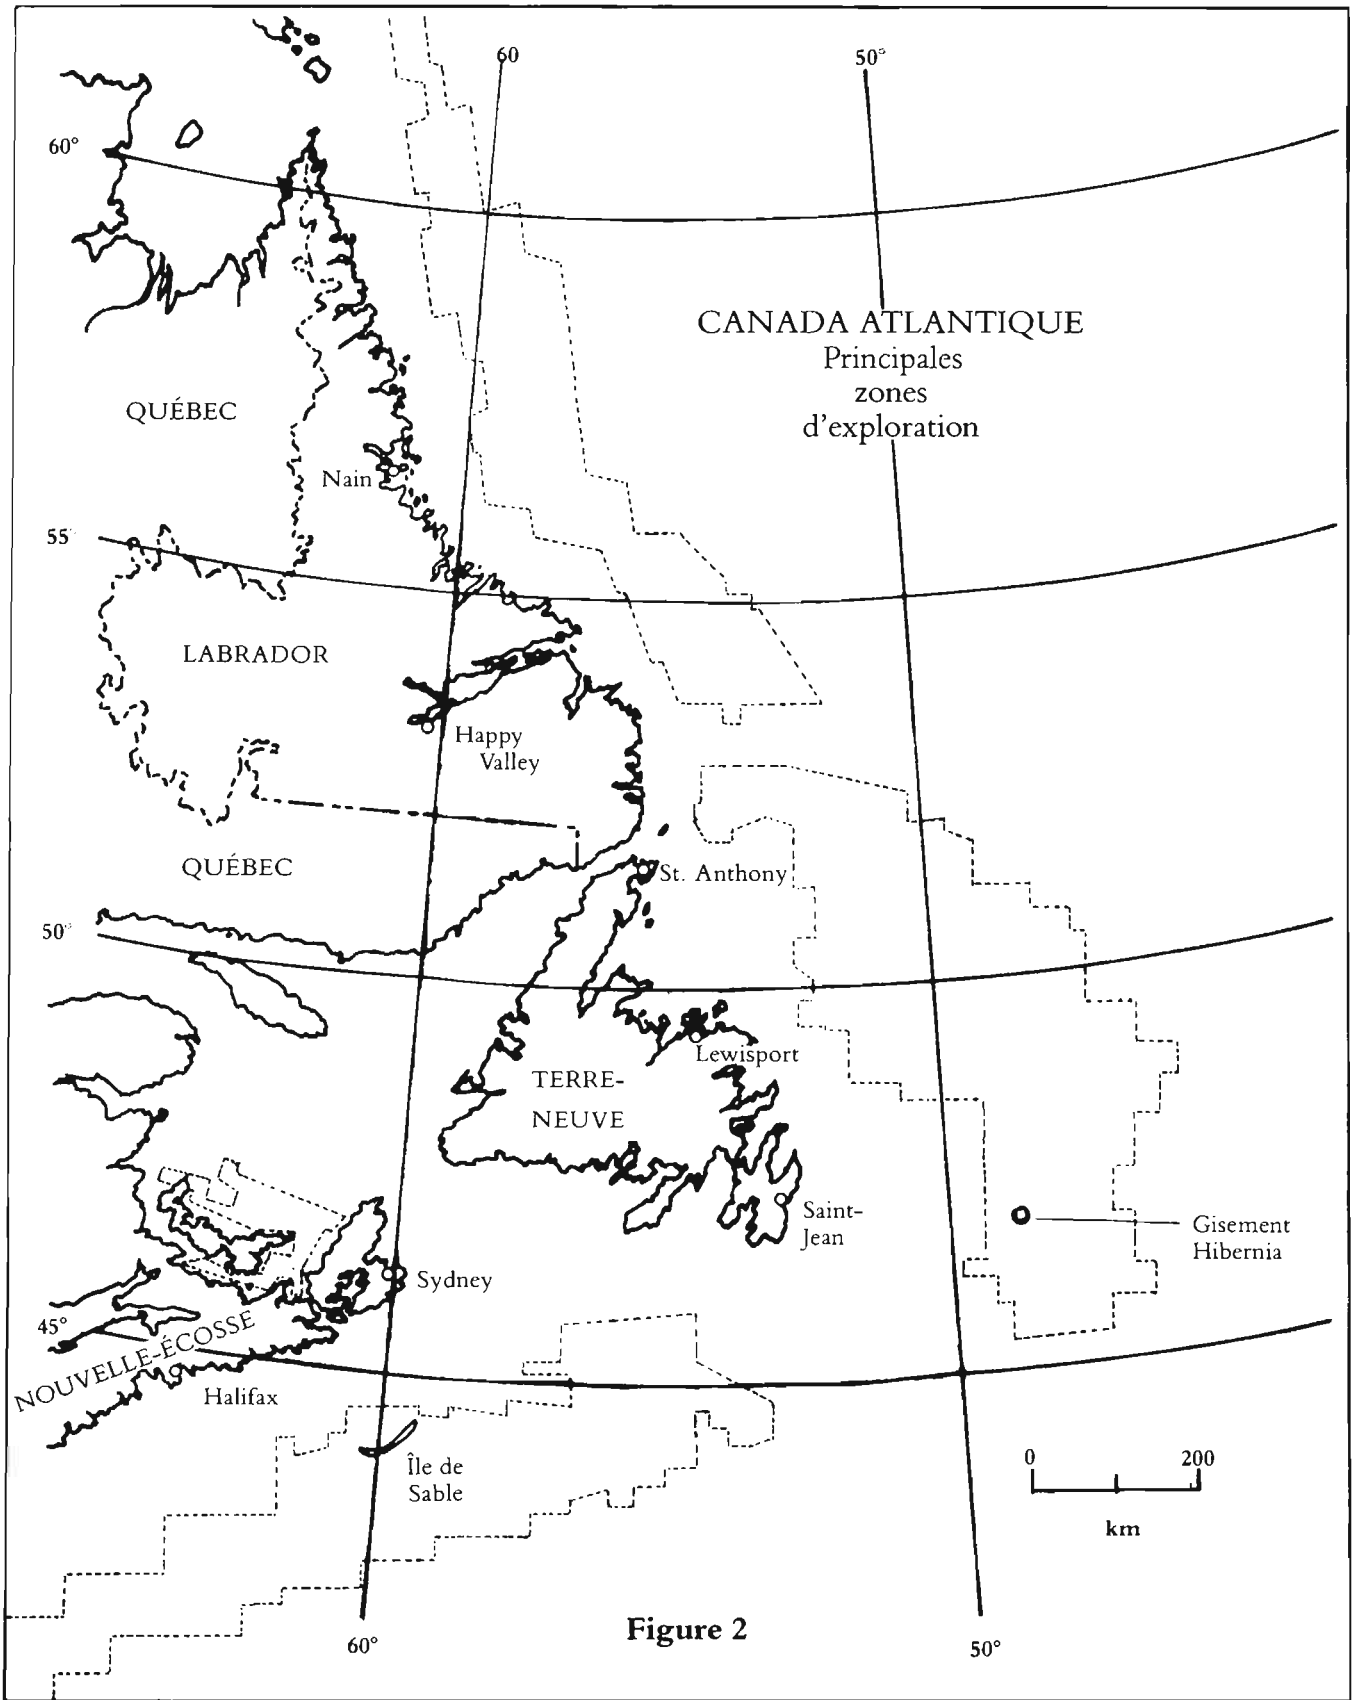 60
50°
60°
CANADA ATLANTIQUE
Principales
zones
d'exploration
QUÉBEC
Nain
55°
LABRADOR
Happy
Valley
QUÉBEC
St. Anthony
50°
Lewisport
TERRE-
NEUVE
Saint-
Jean
Gisement
Hibernia
Sydney
45°
NOUVELLE-ÉCOSSE
Halifax
Île de
Sable
0 200
km
Figure 2
60°
50°